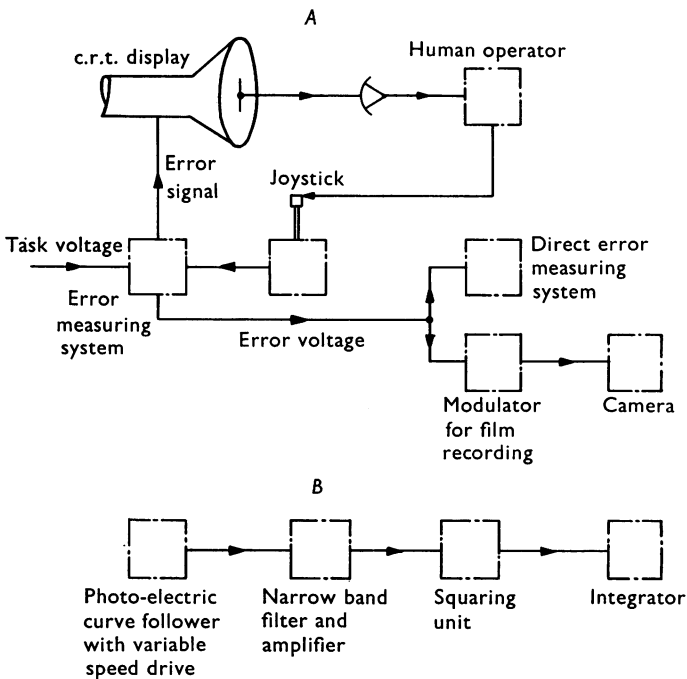 A
c.r.t. display
Human operator
Error
signal
Joystick
Task voltage
Error
measuring
system
Direct error
measuring
system
Error voltage
Modulator
for film
recording
Camera
B
Photo-electric
curve follower
with variable
speed drive
Narrow band
filter and
amplifier
Squaring
unit
Integrator